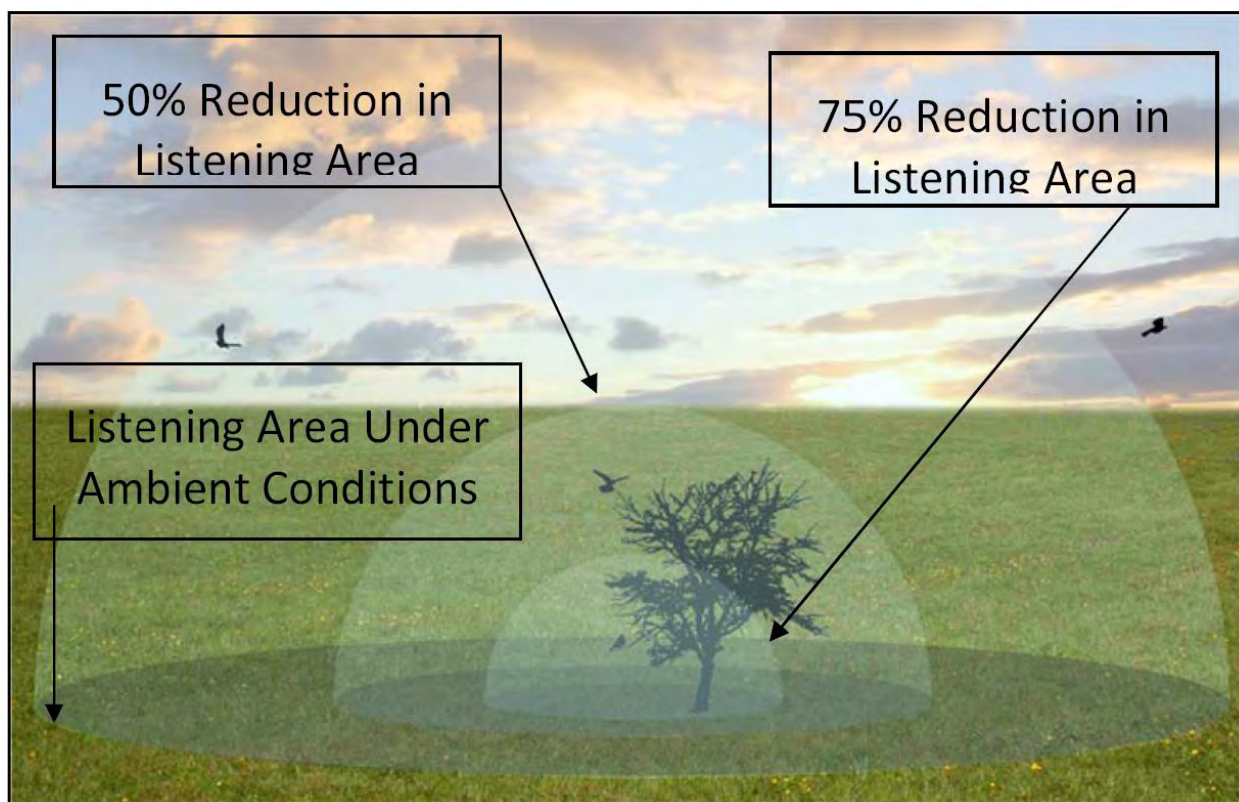 50% Reduction in
Listening Area
75% Reduction in
Listening Area
Listening Area Under
Ambient Conditions